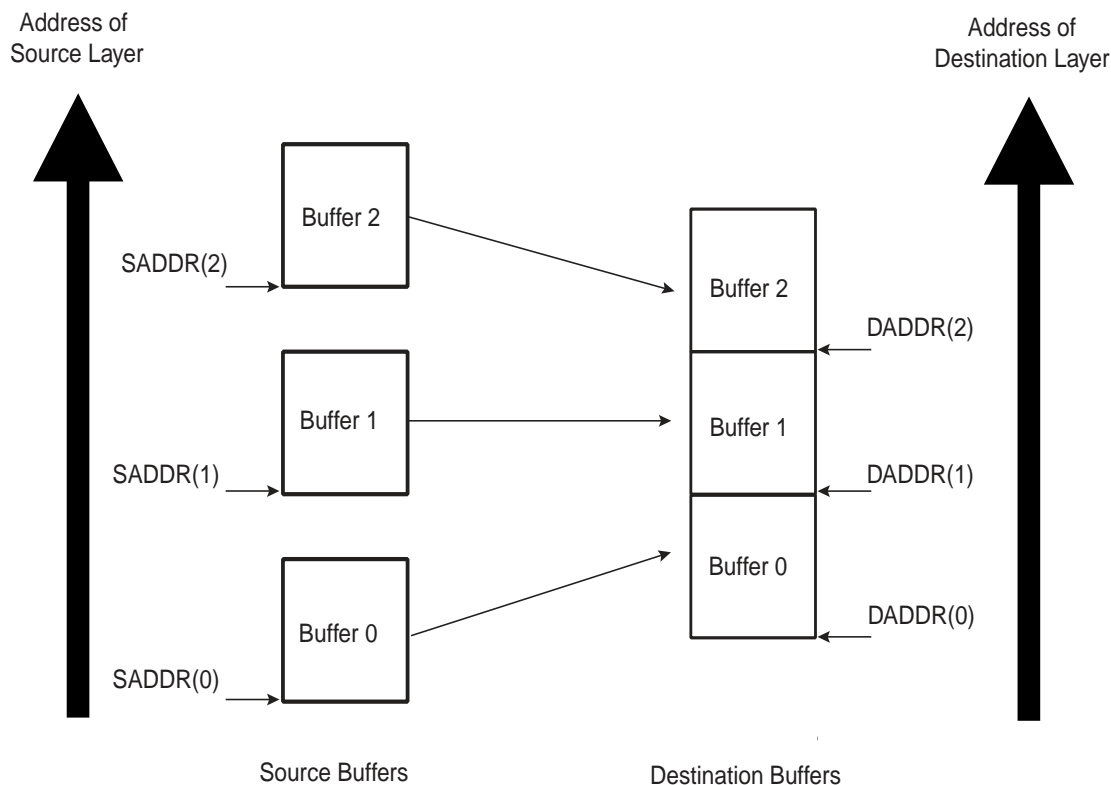 Address of
Source Layer
Address of
Destination Layer
Buffer 2
SADDR(2)
Buffer 2
DADDR(2)
Buffer 1
Buffer 1
SADDR(1)
DADDR(1)
Buffer 0
Buffer 0
DADDR(0)
SADDR(0)
Source Buffers
Destination Buffers